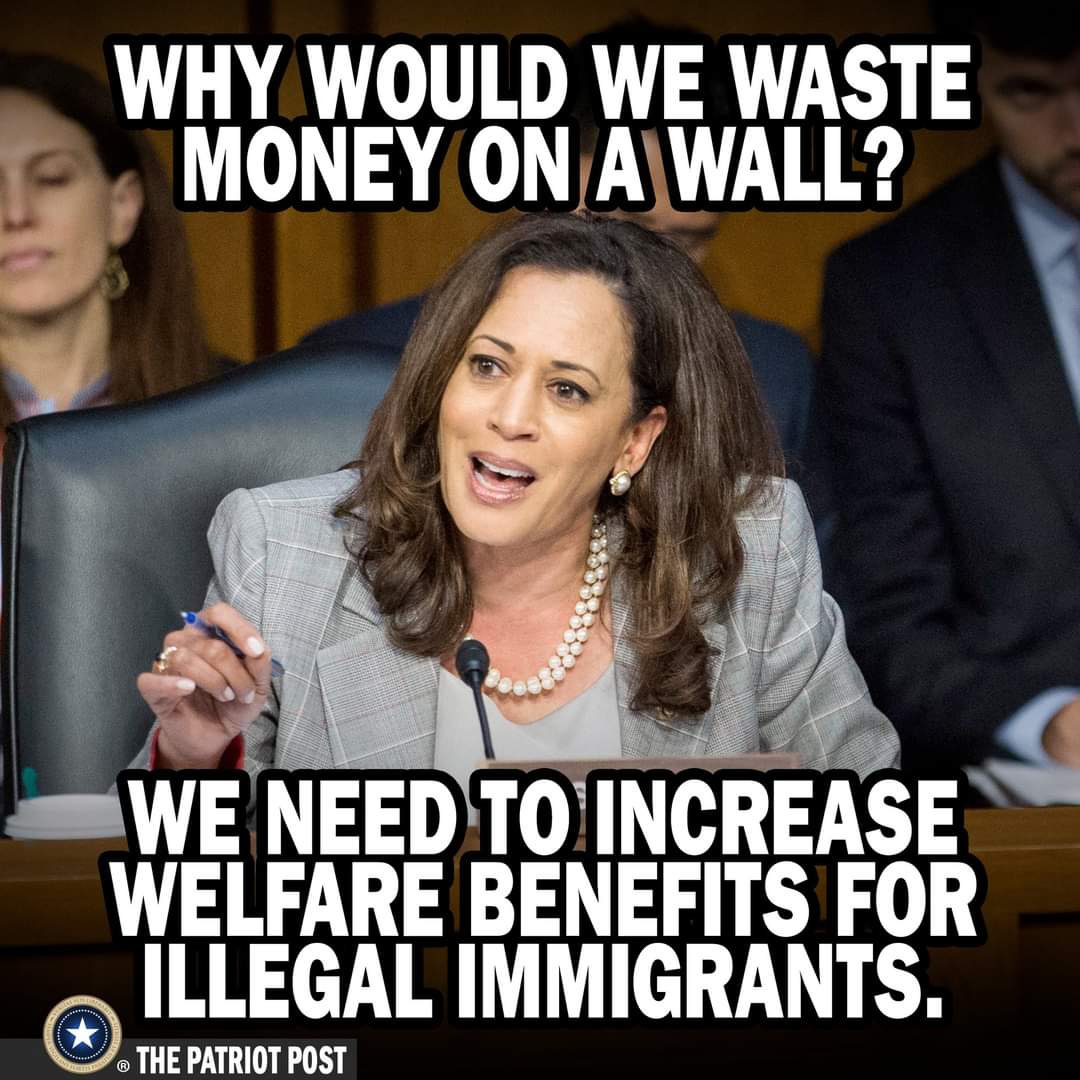 WHY WOULD WE WASTE
MONEY ON A WALL?
WE NEED TO INCREASE
WELFARE BENEFITS FOR
ILLEGAL IMMIGRANTS.
® THE PATRIOT POST